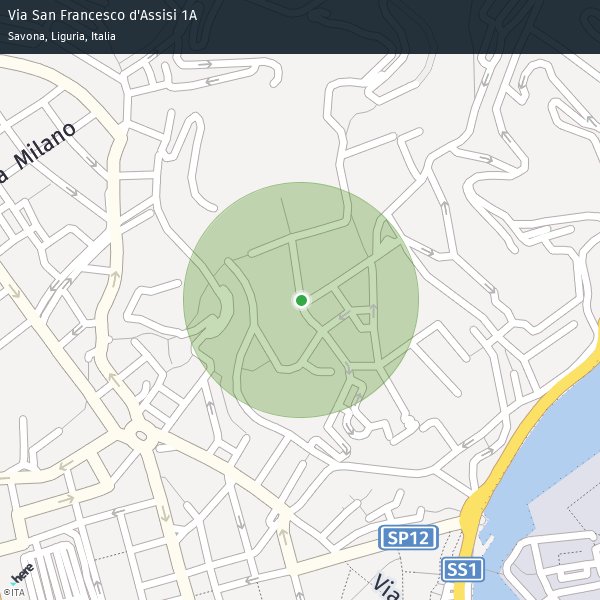 Via San Francesco d'Assisi 1A
Savona, Liguria, Italia
a Milano
SP12
SS1
Via
here
©ITA